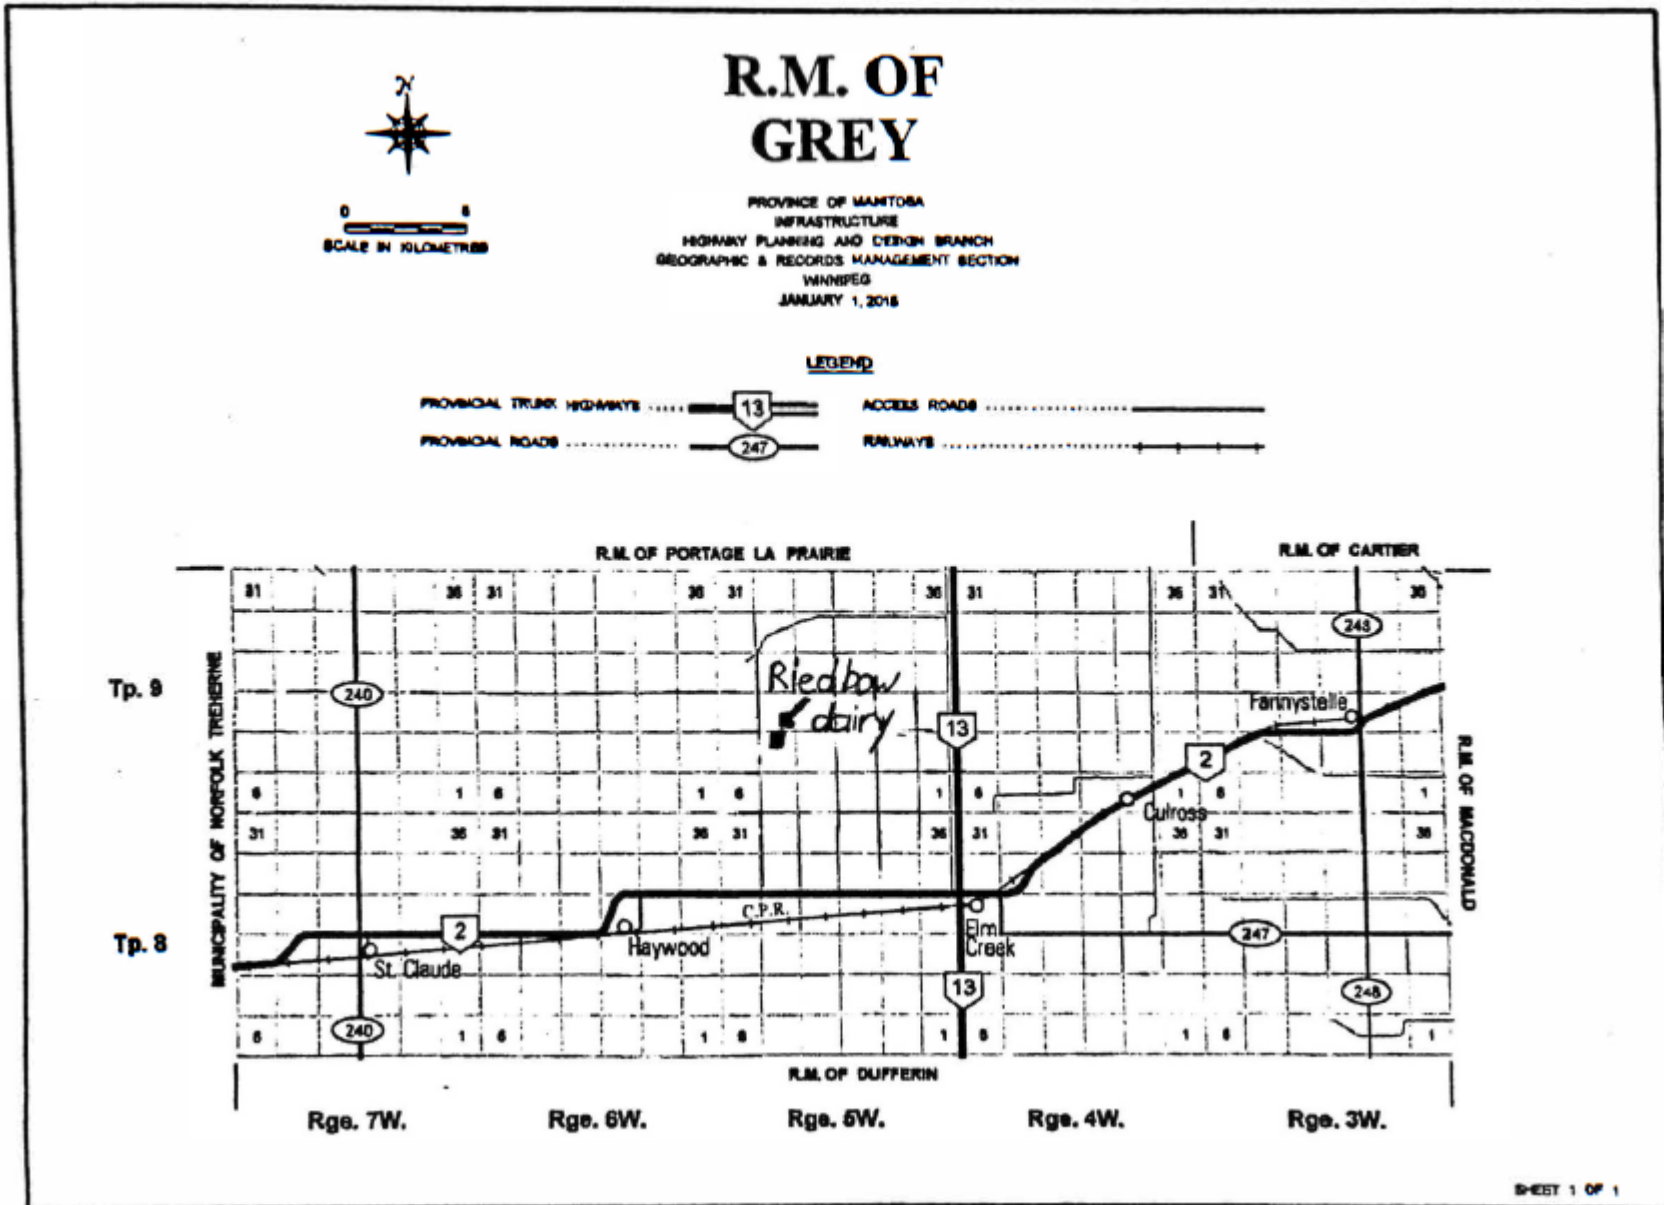 N
R.M. OF
GREY
0 6
SCALE IN KILOMETRES
PROVINCE OF MANITOBA
INFRASTRUCTURE
HIGHWAY PLANNING AND DESIGN BRANCH
GEOGRAPHIC & RECORDS MANAGEMENT SECTION
WINNIPEG
JANUARY 1, 2016
LEGEND
PROVINCIAL TRUNK HIGHWAYS ..... 13
ACCESS ROADS
PROVINCIAL ROADS ..... 247
RAILWAYS
R.M. OF PORTAGE LA PRAIRIE
R.M. OF CARTIER
31 36 31 36 31 36 31 36 31 36
248
Tp. 9
MUNICIPALITY OF NORFOLK TREHERNE
240
Riedbow
dairy
13
Fannystelle
2
R.M. OF MACDONALD
6 1 6 1 6 1 6 1 6 1
Culross
31 36 31 36 31 36 31 36 31 36
C.P.R.
Tp. 8
2
St. Claude
Haywood
Elm
Creek
247
13
248
240
6 1 6 1 6 1 6 1 1
R.M. OF DUFFERIN
Rge. 7W. Rge. 6W. Rge. 5W. Rge. 4W. Rge. 3W.
SHEET 1 OF 1